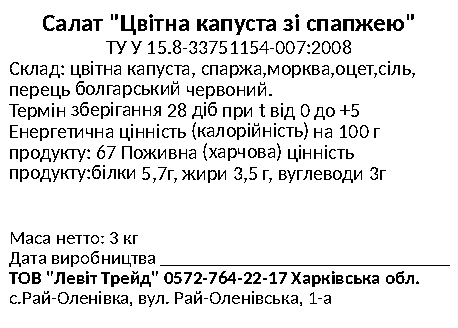 Салат "Цвітна капуста зі спапжею"
ТУ У 15.8-33751154-007:2008
Склад: цвітна капуста, спаржа,морква,оцет,сіль,
перець болгарський червоний.
Термін зберігання 28 діб при t від 0 до +5
Енергетична цінність (калорійність) на 100 г
продукту: 67 Поживна (харчова) цінність
продукту:білки 5,7г, жири 3,5 г, вуглеводи 3г
Маса нетто: 3 кг
Дата виробництва ______________________________
ТОВ "Левіт Трейд" 0572-764-22-17 Харківська обл.
с.Рай-Оленівка, вул. Рай-Оленівська, 1-а